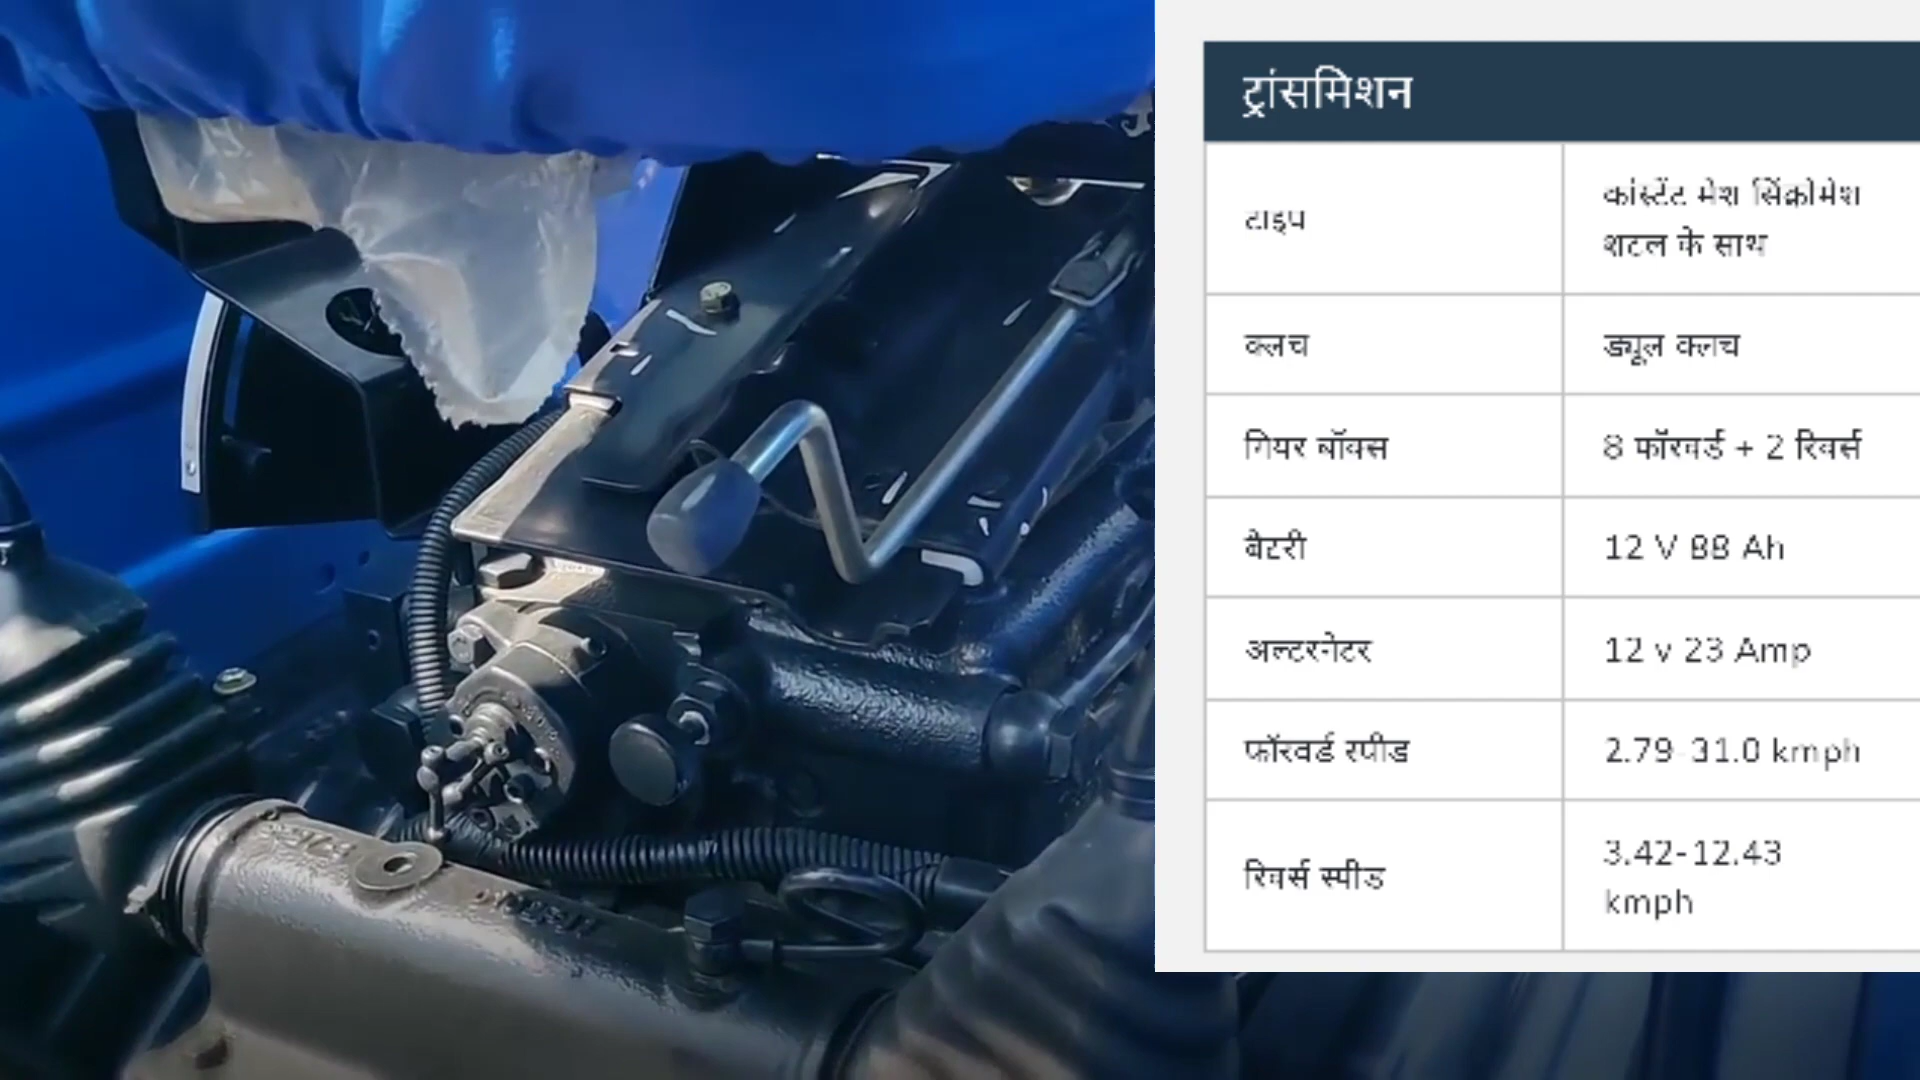 ट्रांसमिशन
टाइप
कांस्टेंट मेश सिंक्रोमेश
शटल के साथ
क्लच
ड्यूल क्लच
गियर बॉक्स
8 फॉरवर्ड + 2 रिवर्स
बैटरी
12 V 88 Ah
अल्टरनेटर
12 v 23 Amp
फॉरवर्ड स्पीड
2.79-31.0 kmph
रिवर्स स्पीड
3.42-12.43
kmph